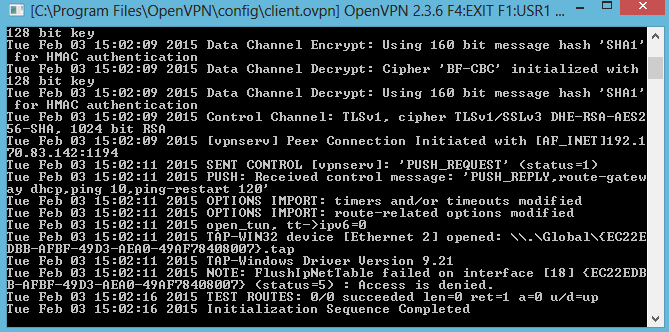 [C:\Program Files\OpenVPN\config\client.ovpn] OpenVPN 2.3.6 F4:EXIT F1:USR1 ...
128 bit key
Tue Feb 03 15:02:09 2015 Data Channel Encrypt: Using 160 bit message hash 'SHA1'
 for HMAC authentication
Tue Feb 03 15:02:09 2015 Data Channel Decrypt: Cipher 'BF-CBC' initialized with
128 bit key
Tue Feb 03 15:02:09 2015 Data Channel Decrypt: Using 160 bit message hash 'SHA1'
 for HMAC authentication
Tue Feb 03 15:02:09 2015 Control Channel: TLSv1, cipher TLSv1/SSLv3 DHE-RSA-AES2
56-SHA, 1024 bit RSA
Tue Feb 03 15:02:09 2015 [vpnserv] Peer Connection Initiated with [AF_INET]192.1
70.83.142:1194
Tue Feb 03 15:02:11 2015 SENT CONTROL [vpnserv]: 'PUSH_REQUEST' (status=1)
Tue Feb 03 15:02:11 2015 PUSH: Received control message: 'PUSH_REPLY,route-gatew
ay dhcp,ping 10,ping-restart 120'
Tue Feb 03 15:02:11 2015 OPTIONS IMPORT: timers and/or timeouts modified
Tue Feb 03 15:02:11 2015 OPTIONS IMPORT: route-related options modified
Tue Feb 03 15:02:11 2015 open_tun, tt->ipv6=0
Tue Feb 03 15:02:11 2015 TAP-WIN32 device [Ethernet 2] opened: \\.\Global\{EC22E
DBB-AFBF-49D3-AEA0-49AF78408007}.tap
Tue Feb 03 15:02:11 2015 TAP-Windows Driver Version 9.21
Tue Feb 03 15:02:11 2015 NOTE: FlushIpNetTable failed on interface [18] {EC22EDB
B-AFBF-49D3-AEA0-49AF78408007} (status=5) : Access is denied.
Tue Feb 03 15:02:16 2015 TEST ROUTES: 0/0 succeeded len=0 ret=1 a=0 u/d=up
Tue Feb 03 15:02:16 2015 Initialization Sequence Completed